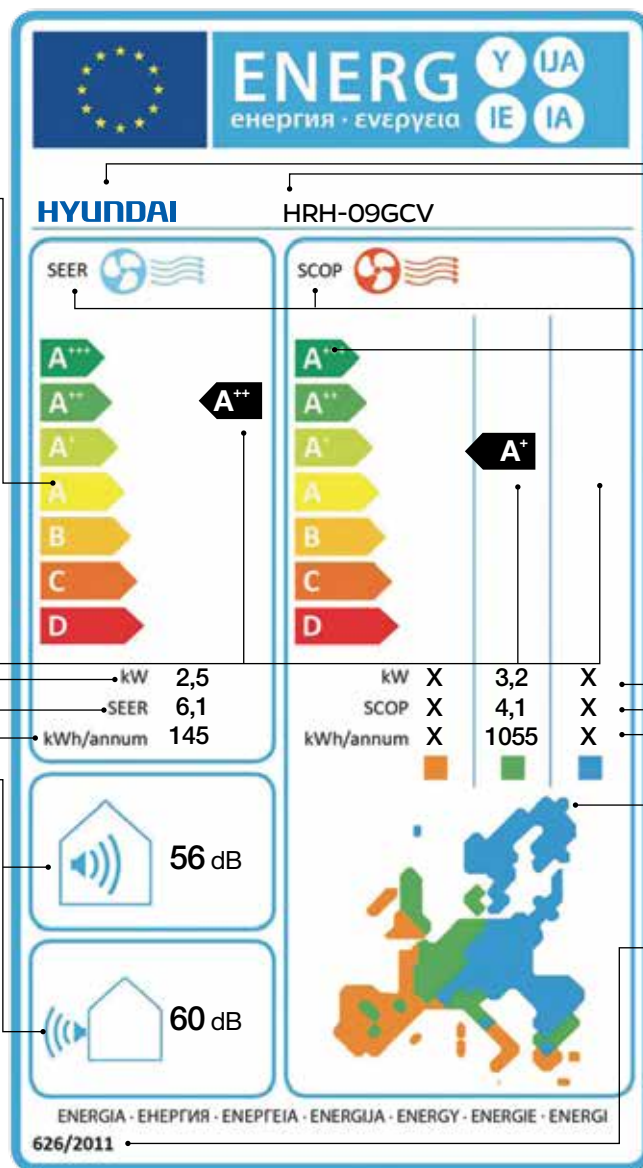 ENERG Y IJA
енергия · ενεργεια IE IA
HYUNDAI HRH-09GCV
SEER
A+++
A++
A+
A
B
C
D
A++
kW 2,5
SEER 6,1
kWh/annum 145
SCOP
A+++
A++
A+
A
B
C
D
A+
kW X 3,2 X
SCOP X 4,1 X
kWh/annum X 1055 X
56 dB
60 dB
ENERGIA · ЕНЕРГИЯ · ΕΝΕΡΓΕΙΑ · ENERGIJA · ENERGY · ENERGIE · ENERGI
626/2011